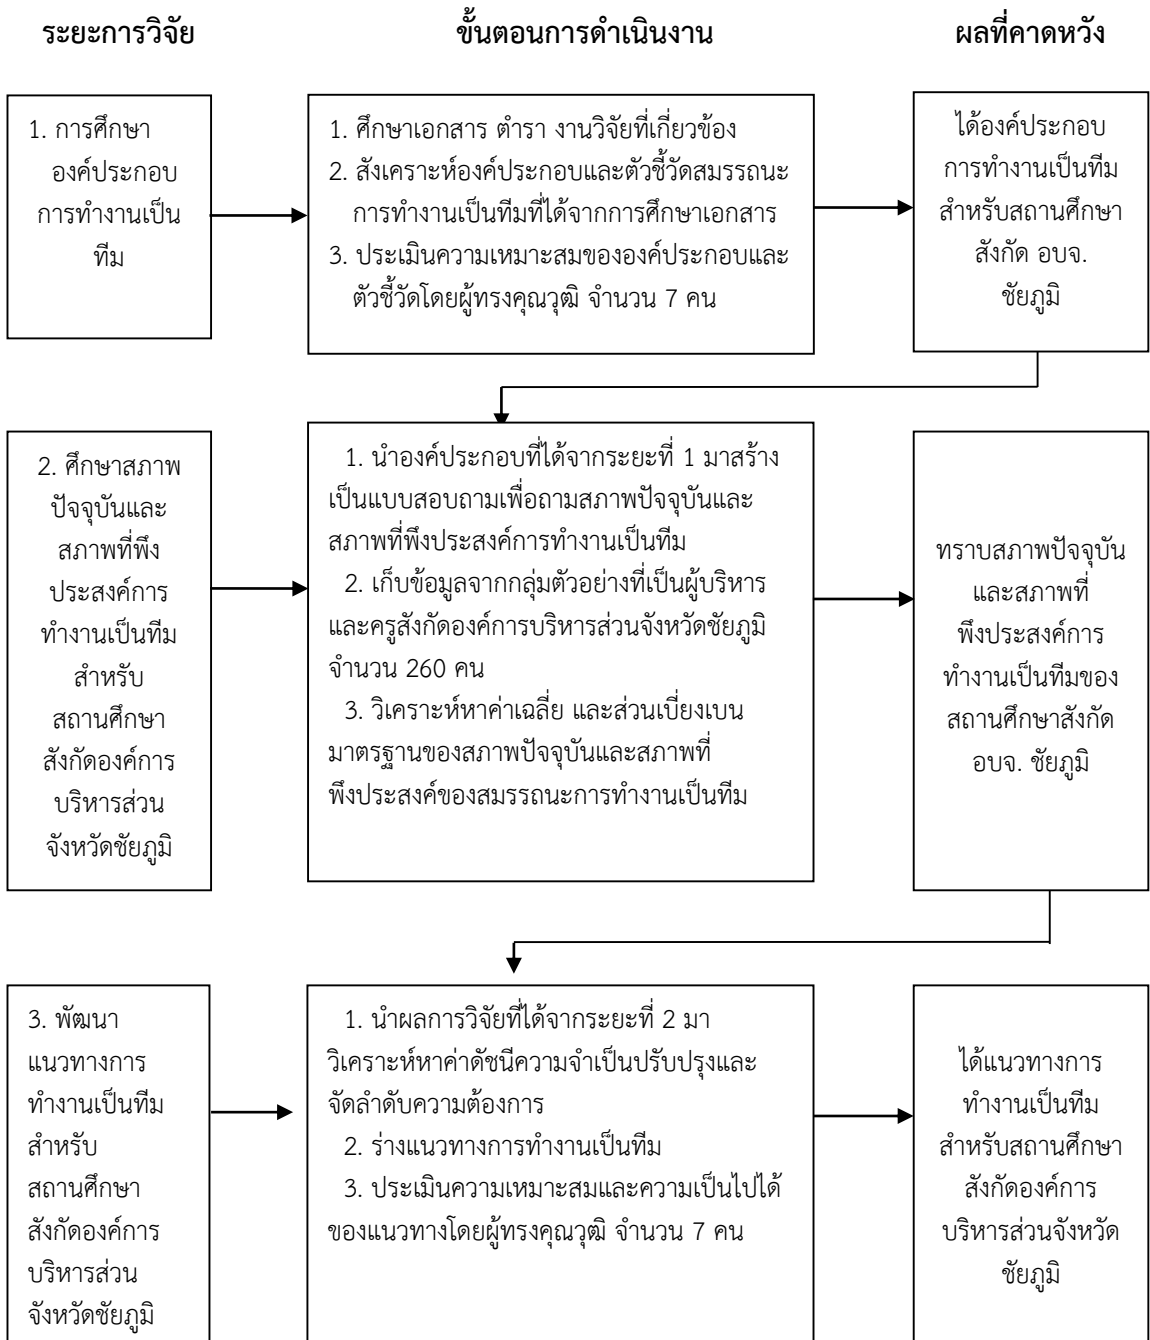 ระยะการวิจัย
ขั้นตอนการดำเนินงาน
ผลที่คาดหวัง
1. การศึกษา
องค์ประกอบ
การทำงานเป็น
ทีม
1. ศึกษาเอกสาร ตำรา งานวิจัยที่เกี่ยวข้อง
2. สังเคราะห์องค์ประกอบและตัวชี้วัดสมรรถนะ
การทำงานเป็นทีมที่ได้จากการศึกษาเอกสาร
3. ประเมินความเหมาะสมขององค์ประกอบและ
ตัวชี้วัดโดยผู้ทรงคุณวุฒิ จำนวน 7 คน
ได้องค์ประกอบ
การทำงานเป็นทีม
สำหรับสถานศึกษา
สังกัด อบจ.
ชัยภูมิ
2. ศึกษาสภาพ
ปัจจุบันและ
สภาพที่พึง
ประสงค์การ
ทำงานเป็นทีม
สำหรับ
สถานศึกษา
สังกัดองค์การ
บริหารส่วน
จังหวัดชัยภูมิ
1. นำองค์ประกอบที่ได้จากระยะที่ 1 มาสร้าง
เป็นแบบสอบถามเพื่อถามสภาพปัจจุบันและ
สภาพที่พึงประสงค์การทำงานเป็นทีม
2. เก็บข้อมูลจากกลุ่มตัวอย่างที่เป็นผู้บริหาร
และครูสังกัดองค์การบริหารส่วนจังหวัดชัยภูมิ
จำนวน 260 คน
3. วิเคราะห์หาค่าเฉลี่ย และส่วนเบี่ยงเบน
มาตรฐานของสภาพปัจจุบันและสภาพที่
พึงประสงค์ของสมรรถนะการทำงานเป็นทีม
ทราบสภาพปัจจุบัน
และสภาพที่
พึงประสงค์การ
ทำงานเป็นทีมของ
สถานศึกษาสังกัด
อบจ. ชัยภูมิ
3. พัฒนา
แนวทางการ
ทำงานเป็นทีม
สำหรับ
สถานศึกษา
สังกัดองค์การ
บริหารส่วน
จังหวัดชัยภูมิ
1. นำผลการวิจัยที่ได้จากระยะที่ 2 มา
วิเคราะห์หาค่าดัชนีความจำเป็นปรับปรุงและ
จัดลำดับความต้องการ
2. ร่างแนวทางการทำงานเป็นทีม
3. ประเมินความเหมาะสมและความเป็นไปได้
ของแนวทางโดยผู้ทรงคุณวุฒิ จำนวน 7 คน
ได้แนวทางการ
ทำงานเป็นทีม
สำหรับสถานศึกษา
สังกัดองค์การ
บริหารส่วนจังหวัด
ชัยภูมิ